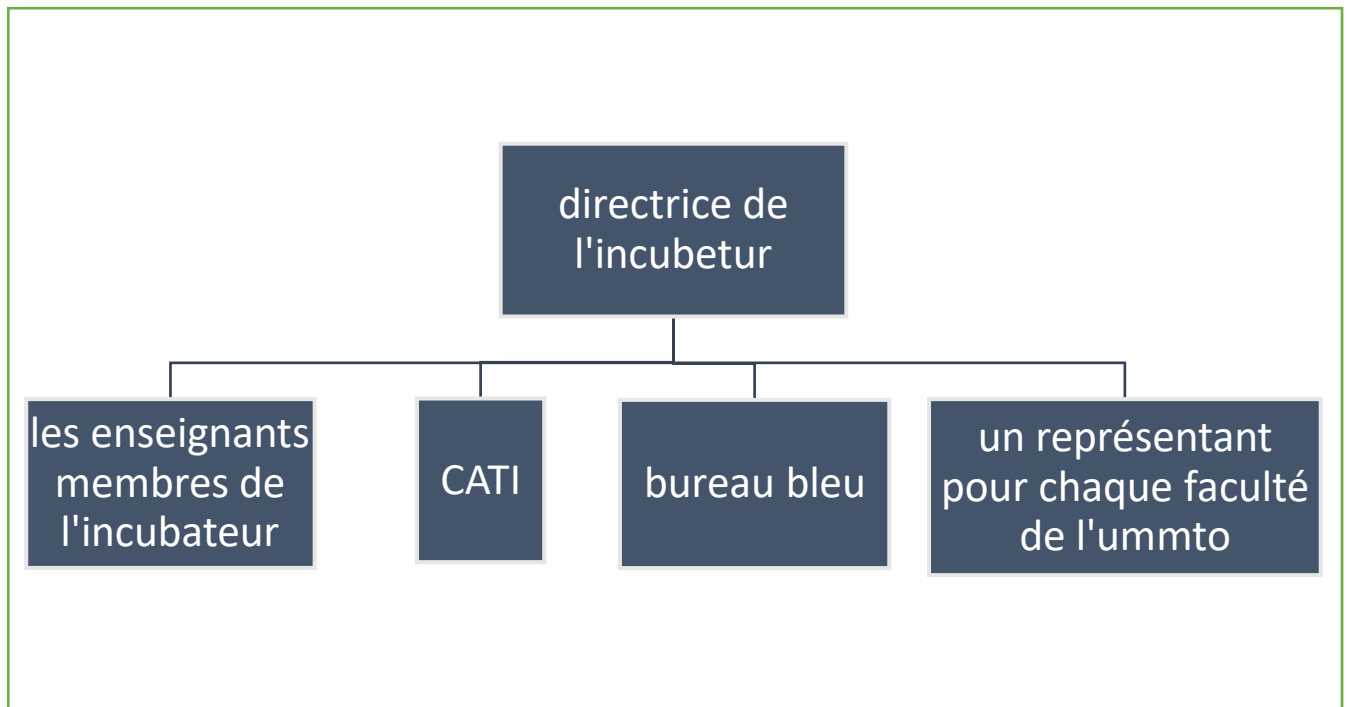 directrice de
l'incubetur
les enseignants
membres de
l'incubateur
CATI
bureau bleu
un représentant
pour chaque faculté
de l'ummto